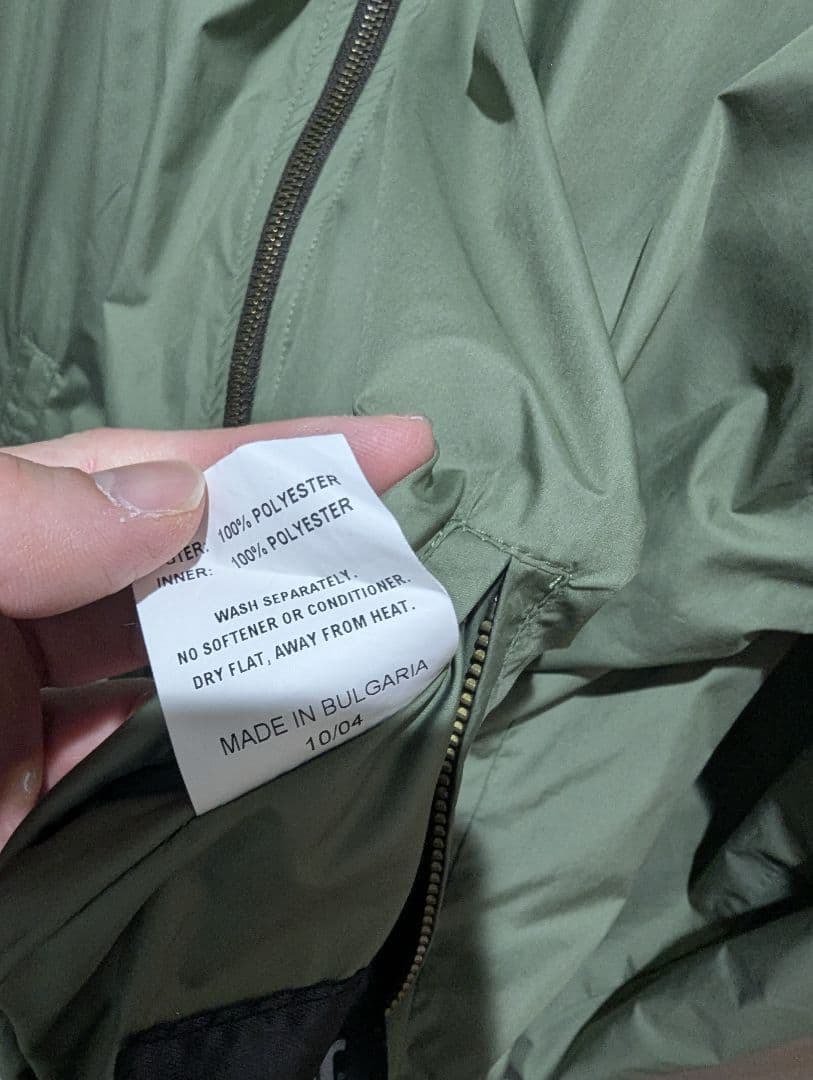 100% POLYESTER
INNER: 100% POLYESTER
WASH SEPARATELY.
NO SOFTENER OR CONDITIONER.
DRY FLAT, AWAY FROM HEAT.
MADE IN BULGARIA
10/04